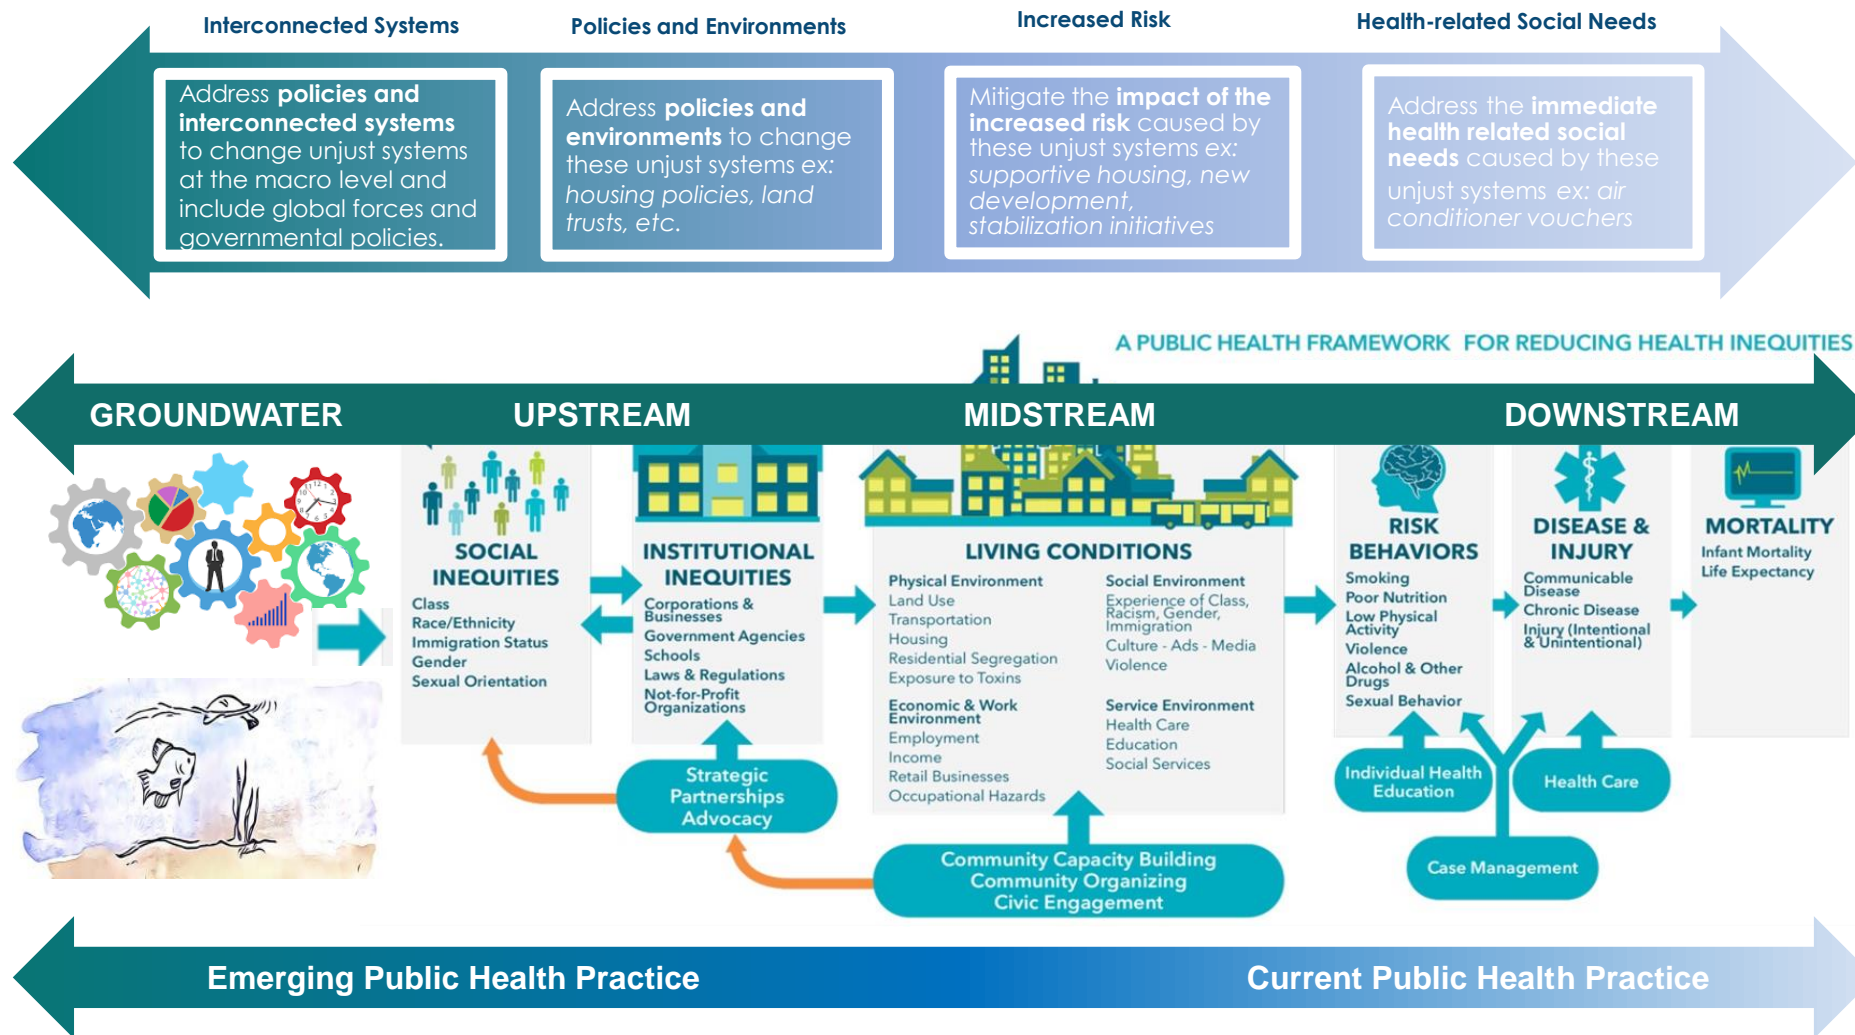 Interconnected Systems
Policies and Environments
Increased Risk
Health-related Social Needs
Address policies and
interconnected systems
to change unjust systems
at the macro level and
include global forces and
governmental policies.
Address policies and
environments to change
these unjust systems ex:
housing policies, land
trusts, etc.
Mitigate the impact of the
increased risk caused by
these unjust systems ex:
supportive housing, new
development,
stabilization initiatives
Address the immediate
health related social
needs caused by these
unjust systems ex: air
conditioner vouchers
A PUBLIC HEALTH FRAMEWORK FOR REDUCING HEALTH INEQUITIES
GROUNDWATER
UPSTREAM
MIDSTREAM
DOWNSTREAM
SOCIAL
INEQUITIES
Class
Race/Ethnicity
Immigration Status
Gender
Sexual Orientation
INSTITUTIONAL
INEQUITIES
Corporations &
Businesses
Government Agencies
Schools
Laws & Regulations
Not-for-Profit
Organizations
LIVING CONDITIONS
Physical Environment
Land Use
Transportation
Housing
Residential Segregation
Exposure to Toxins
Economic & Work
Environment
Employment
Income
Retail Businesses
Occupational Hazards
Social Environment
Experience of Class,
Racism, Gender,
Immigration
Culture - Ads - Media
Violence
Service Environment
Health Care
Education
Social Services
RISK
BEHAVIORS
Smoking
Poor Nutrition
Low Physical
Activity
Violence
Alcohol & Other
Drugs
Sexual Behavior
DISEASE &
INJURY
Communicable
Disease
Chronic Disease
Injury (Intentional
& Unintentional)
MORTALITY
Infant Mortality
Life Expectancy
Strategic
Partnerships
Advocacy
Community Capacity Building
Community Organizing
Civic Engagement
Individual Health
Education
Health Care
Case Management
Emerging Public Health Practice
Current Public Health Practice